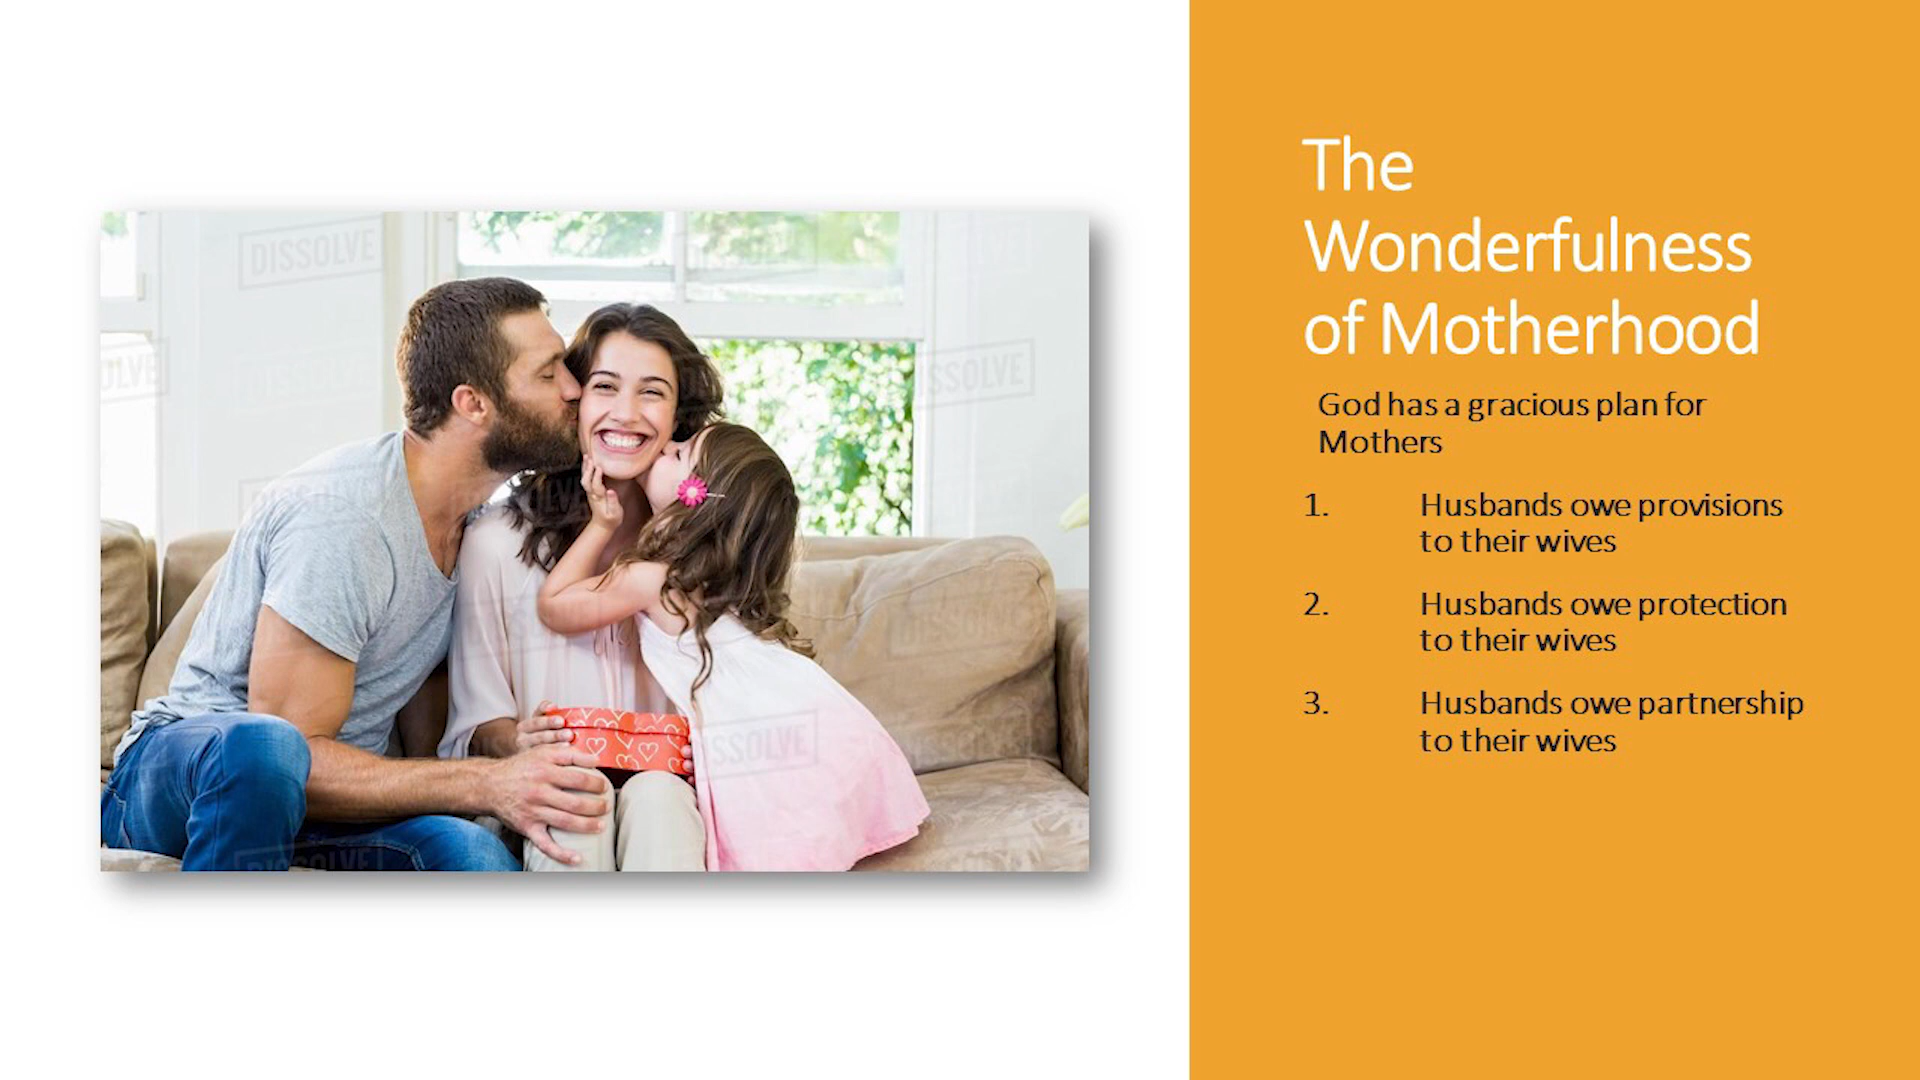 The
Wonderfulness
of Motherhood
God has a gracious plan for
Mothers
1. Husbands owe provisions
to their wives
2. Husbands owe protection
to their wives
3. Husbands owe partnership
to their wives
DISSOLVE
DISSOLVE